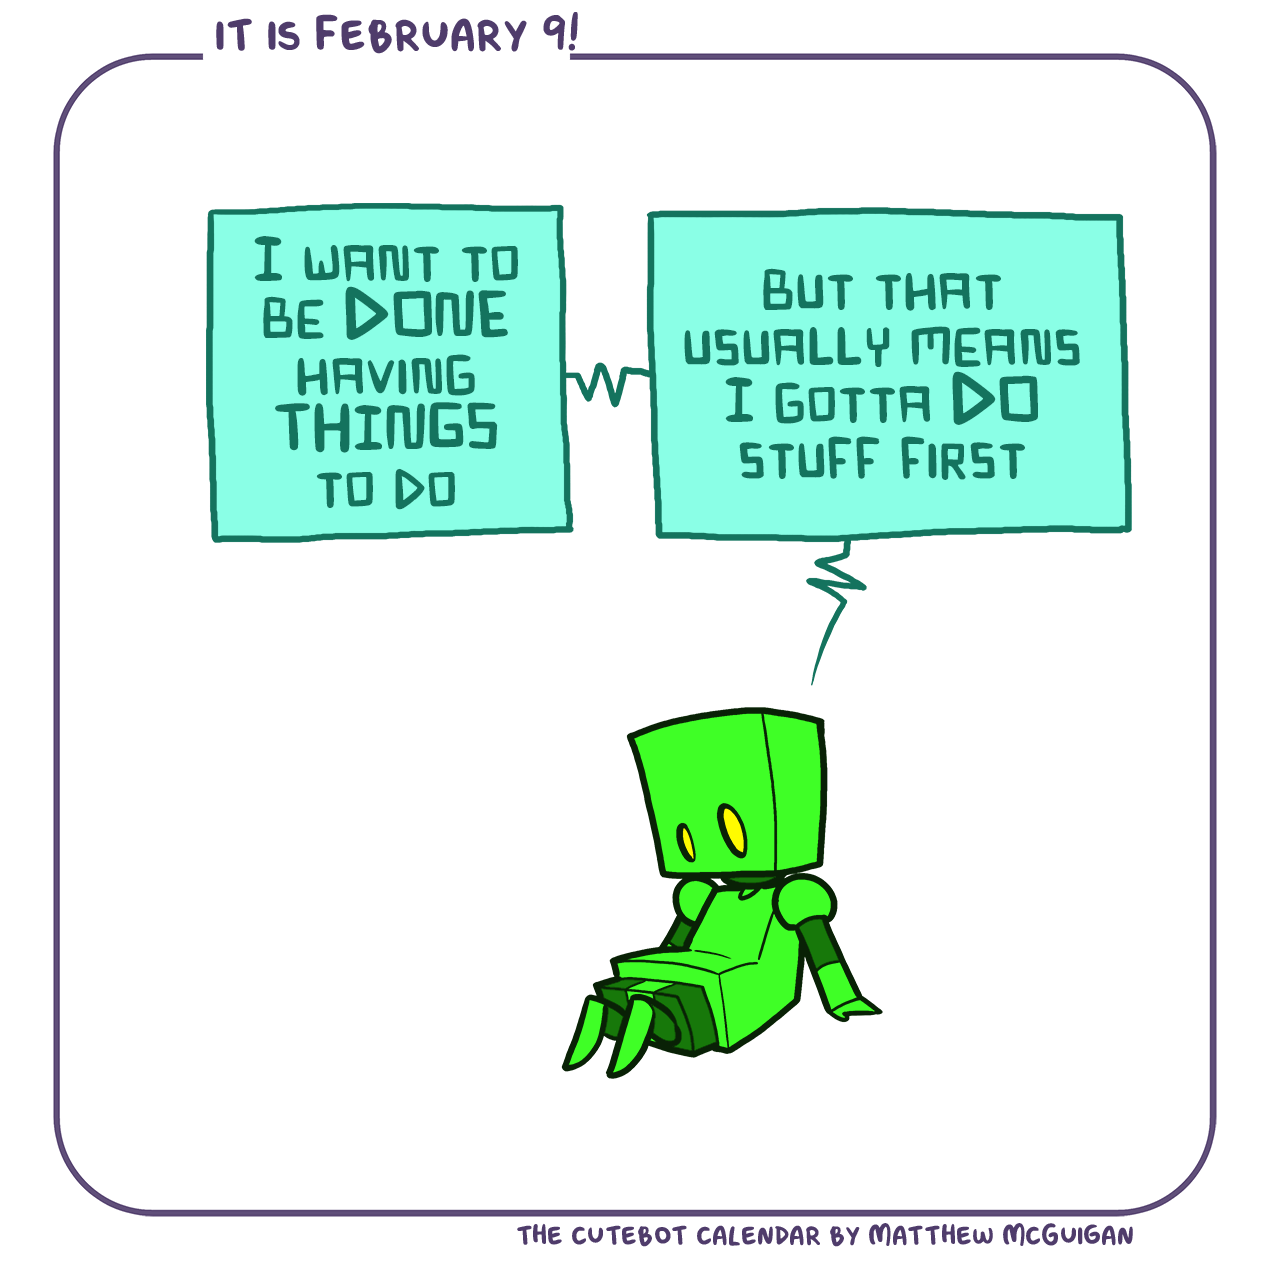 IT IS FEBRUARY 9!
I WANT TO
BE DONE
HAVING
THINGS
TO DO
BUT THAT
USUALLY MEANS
I GOTTA DO
STUFF FIRST
THE CUTEBOT CALENDAR BY MATTHEW MCGUIGAN